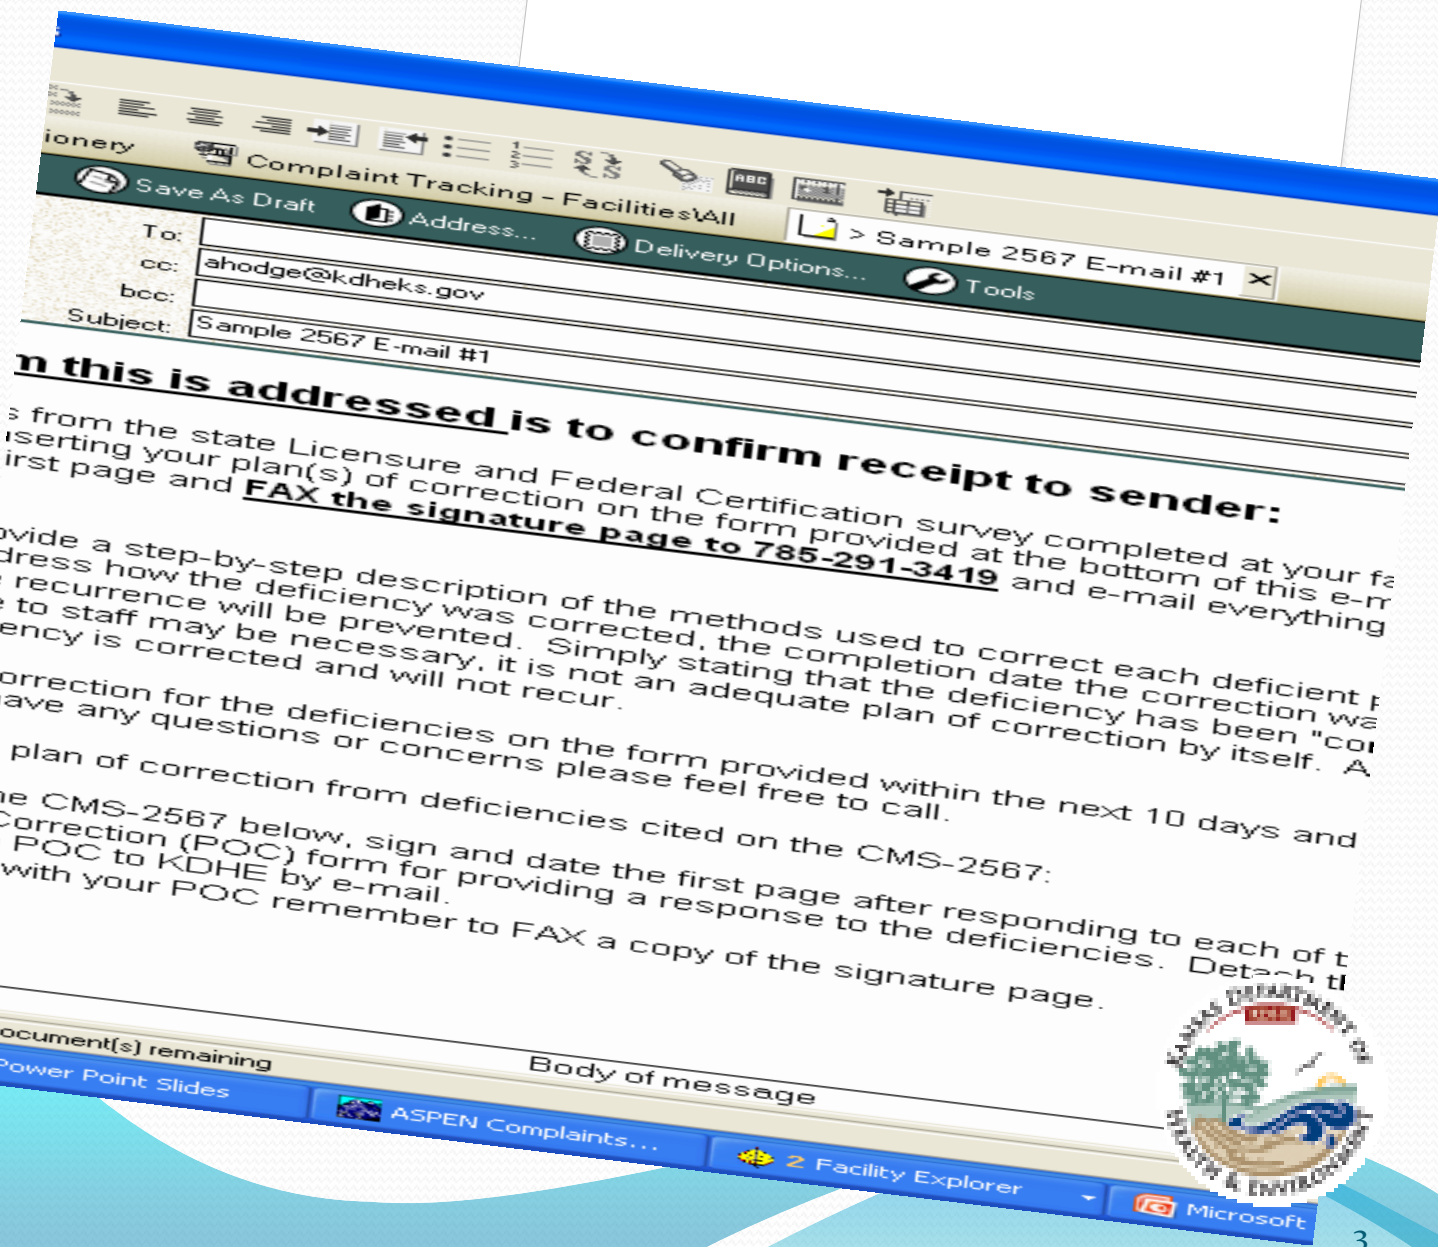 ionery
Complaint Tracking - Facilities\All
> Sample 2567 E-mail #1
Save As Draft
Address...
Delivery Options...
Tools
To:
cc: ahodge@kdheks.gov
bcc:
Subject: Sample 2567 E-mail #1
m this is addressed is to confirm receipt to sender:
s from the state Licensure and Federal Certification survey completed at your fa
serting your plan(s) of correction on the form provided at the bottom of this e-m
irst page and FAX the signature page to 785-291-3419 and e-mail everything
ovide a step-by-step description of the methods used to correct each deficient p
dress how the deficiency was corrected, the completion date the correction wa
recurrence will be prevented. Simply stating that the deficiency has been "cor
e to staff may be necessary, it is not an adequate plan of correction by itself. A
ency is corrected and will not recur.
orrection for the deficiencies on the form provided within the next 10 days and
ave any questions or concerns please feel free to call.
plan of correction from deficiencies cited on the CMS-2567:
he CMS-2567 below, sign and date the first page after responding to each of t
Correction (POC) form for providing a response to the deficiencies. Detach th
POC to KDHE by e-mail.
with your POC remember to FAX a copy of the signature page.
ocument(s) remaining
Body of message
Power Point Slides
ASPEN Complaints...
2 Facility Explorer
Microsoft
KANSAS DEPARTMENT OF
HEALTH & ENVIRONMENT
3